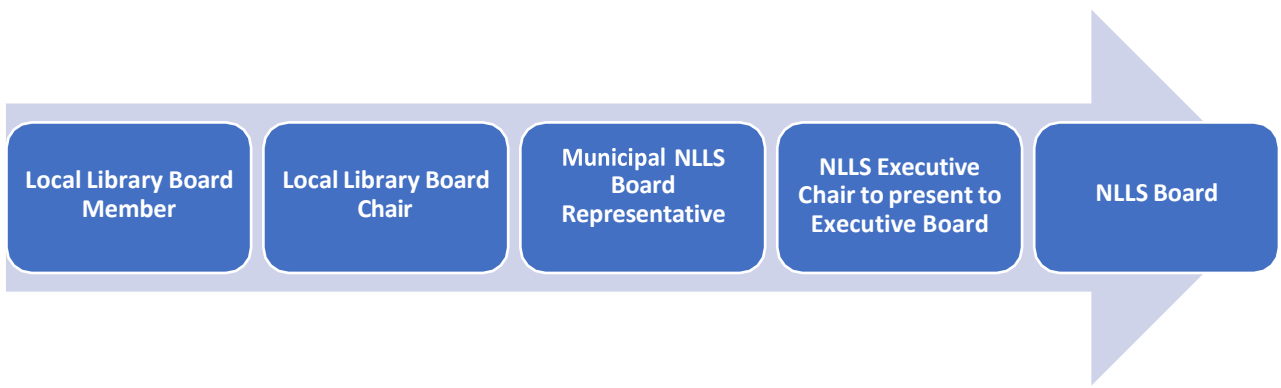 Local Library Board
Member
Local Library Board
Chair
Municipal NLLS
Board
Representative
NLLS Executive
Chair to present to
Executive Board
NLLS Board